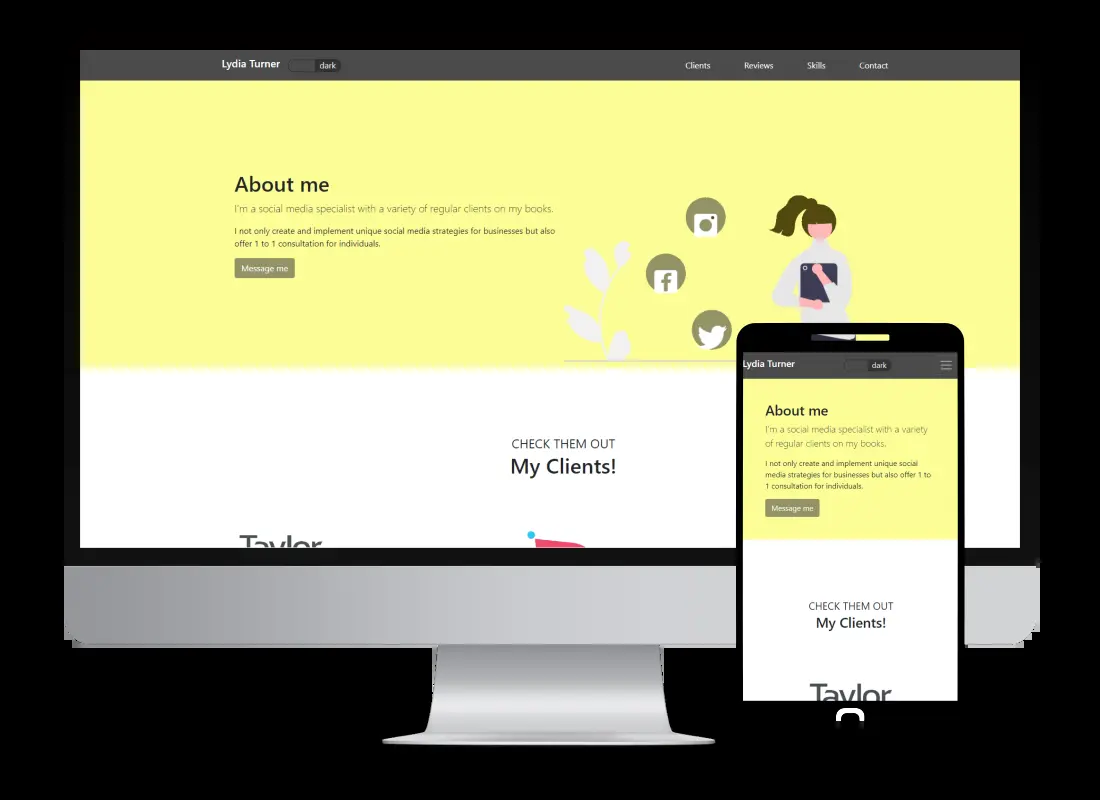 Lydia Turner
dark
Clients
Reviews
Skills
Contact
About me
I'm a social media specialist with a variety of regular clients on my books.
I not only create and implement unique social media strategies for businesses but also
offer 1 to 1 consultation for individuals.
Message me
CHECK THEM OUT
My Clients!
Taylor
Lydia Turner
dark
About me
I'm a social media specialist with a variety
of regular clients on my books.
I not only create and implement unique social
media strategies for businesses but also offer 1 to
1 consultation for individuals.
Message me
CHECK THEM OUT
My Clients!
Taylor